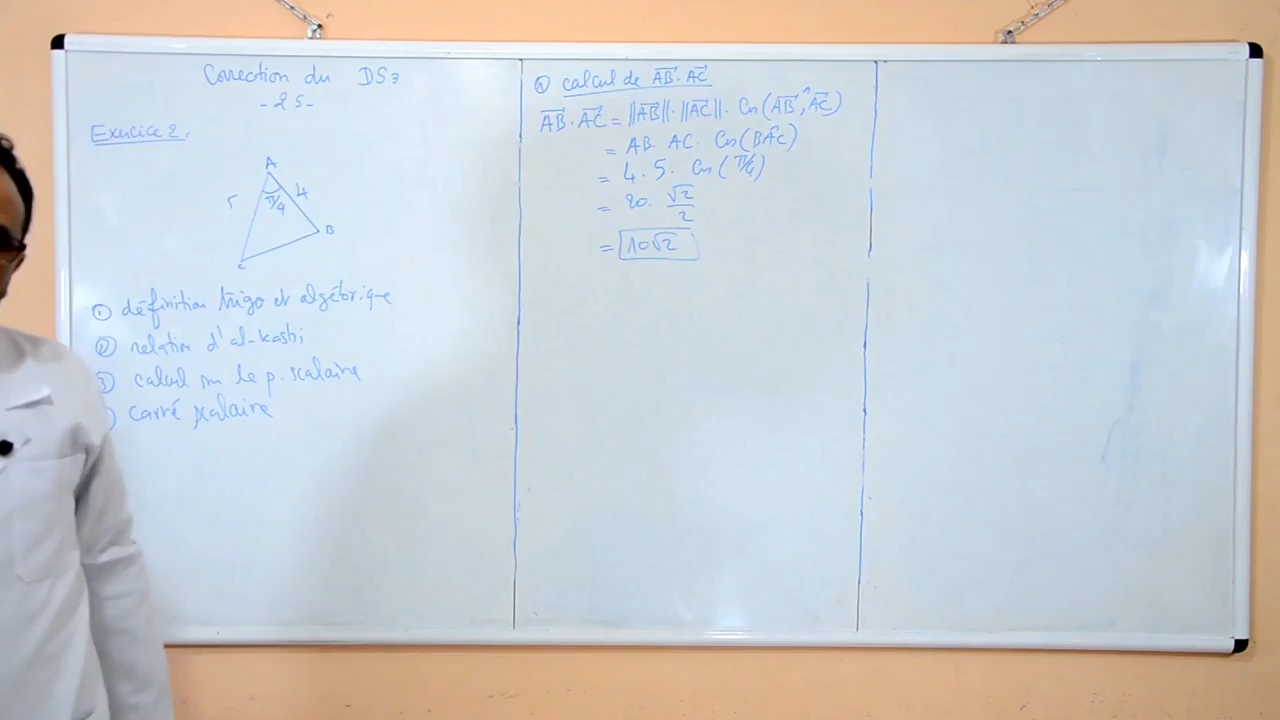 Correction du DS3
- 2S -
Exercice 2.
A
5
4
π/4
B
C
① définition trigo et algébrique
② relation d'al-kashi
③ calcul sur le p. scalaire
carré scalaire
① calcul de AB⃗ . AC⃗
AB⃗ . AC⃗ = ||AB⃗|| . ||AC⃗|| . Cos(AB⃗ ^, AC⃗)
= AB . AC . Cos(BÂC)
= 4 . 5 . Cos(π/4)
= 20 . √2/2
= 10√2